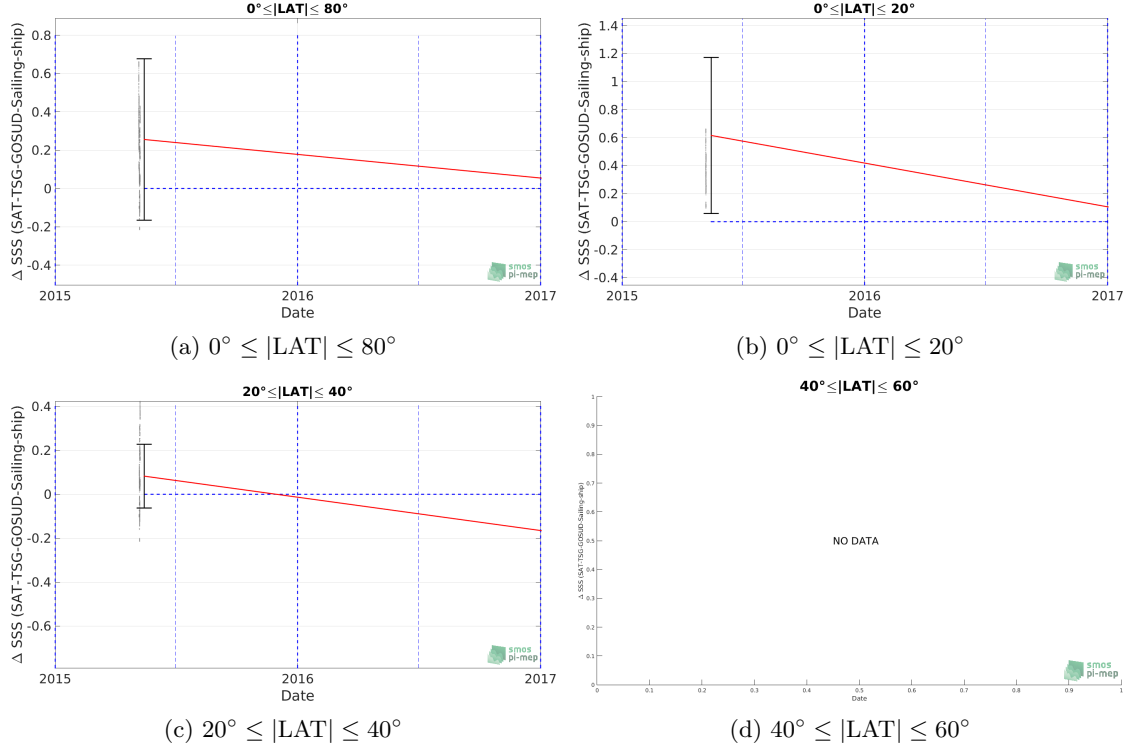 0°≤|LAT|≤ 80°
Δ SSS (SAT-TSG-GOSUD-Sailing-ship)
0.8
0.6
0.4
0.2
0
-0.2
-0.4
2015
2016
2017
Date
smos
pi-mep
(a) 0° ≤ |LAT| ≤ 80°
0°≤|LAT|≤ 20°
Δ SSS (SAT-TSG-GOSUD-Sailing-ship)
1.4
1.2
1
0.8
0.6
0.4
0.2
0
-0.2
-0.4
2015
2016
2017
Date
smos
pi-mep
(b) 0° ≤ |LAT| ≤ 20°
20°≤|LAT|≤ 40°
Δ SSS (SAT-TSG-GOSUD-Sailing-ship)
0.4
0.2
0
-0.2
-0.4
-0.6
2015
2016
2017
Date
smos
pi-mep
(c) 20° ≤ |LAT| ≤ 40°
40°≤|LAT|≤ 60°
Δ SSS (SAT-TSG-GOSUD-Sailing-ship)
1
0.9
0.8
0.7
0.6
0.5
0.4
0.3
0.2
0.1
0
NO DATA
0
0.1
0.2
0.3
0.4
0.5
0.6
0.7
0.8
0.9
1
Date
smos
pi-mep
(d) 40° ≤ |LAT| ≤ 60°